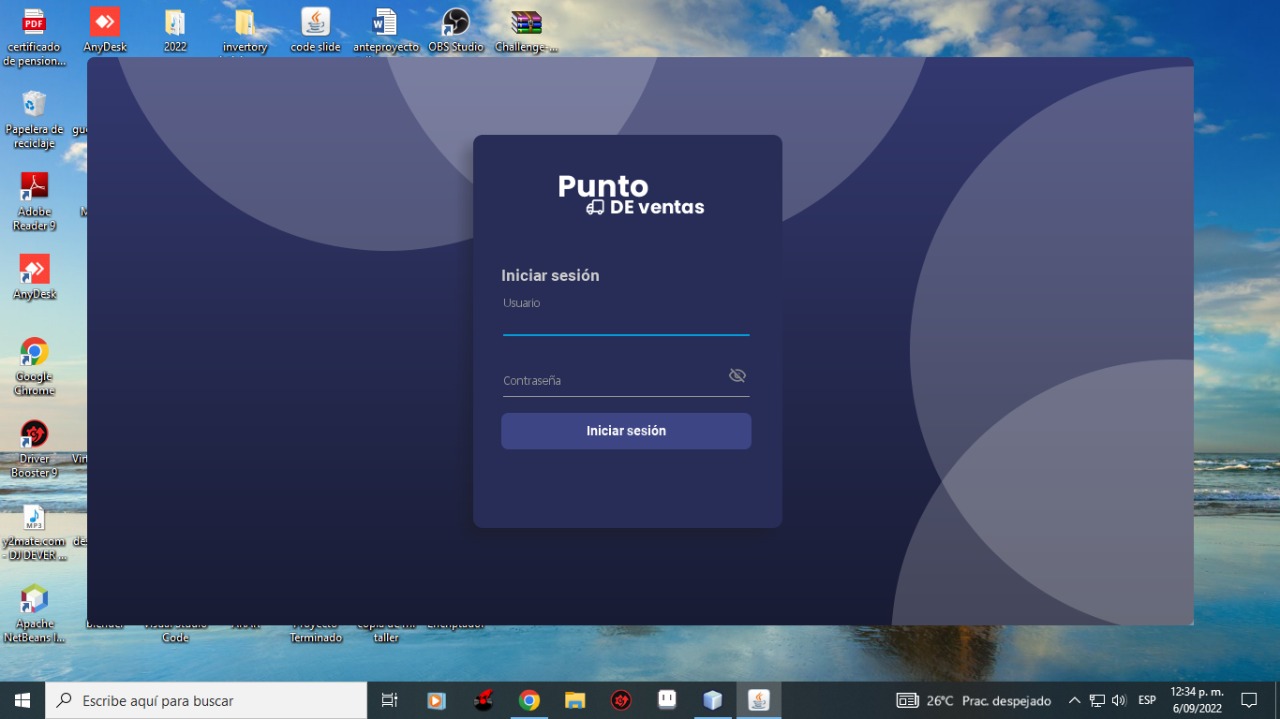 certificado
de pension...
AnyDesk
2022
invertory
code slide
anteproyecto
OBS Studio
Challenge-...
Papelera de
reciclaje
Adobe
Reader 9
AnyDesk
Google
Chrome
Driver
Booster 9
y2mate.com
- DJ DEVER ...
Apache
NetBeans I...
Visual Studio
Code
Proyecto
Terminado
copia de mi
taller
Encriptador
Punto
DE ventas
Iniciar sesión
Usuario
Contraseña
Iniciar sesión
Escribe aquí para buscar
26°C Prac. despejado
ESP
12:34 p. m.
6/09/2022